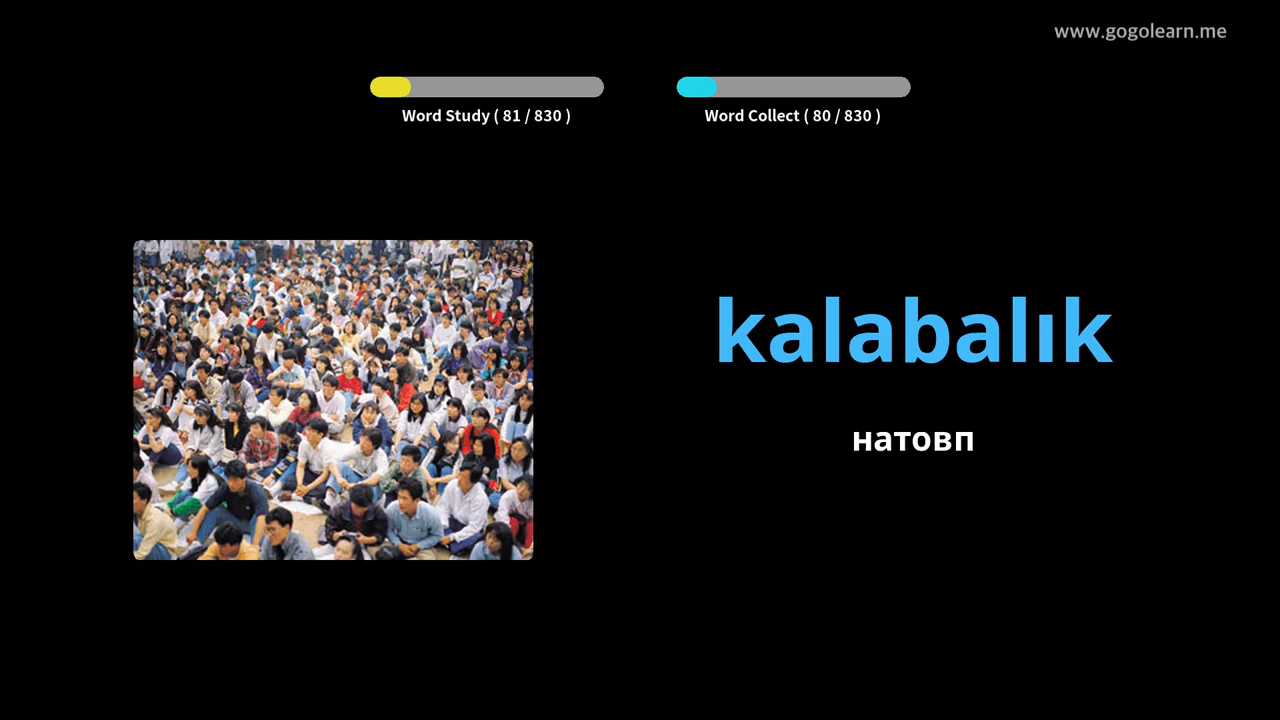 www.gogolearn.me
Word Study ( 81 / 830 )
Word Collect ( 80 / 830 )
kalabalık
натовп